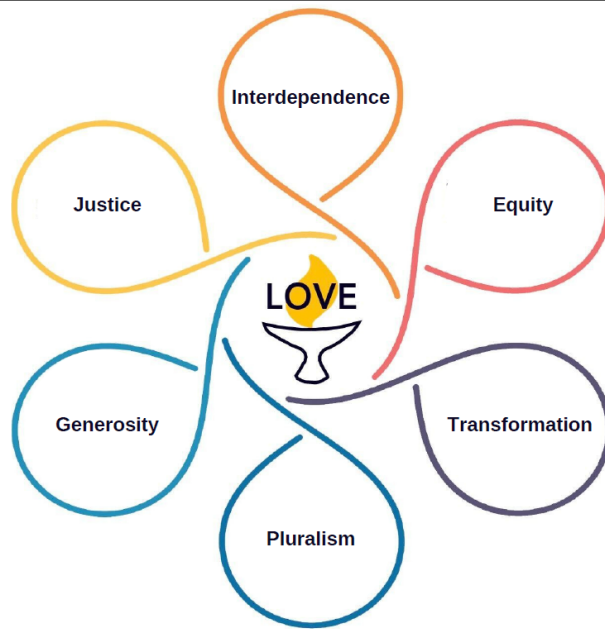 Interdependence
Justice
Equity
LOVE
Generosity
Transformation
Pluralism